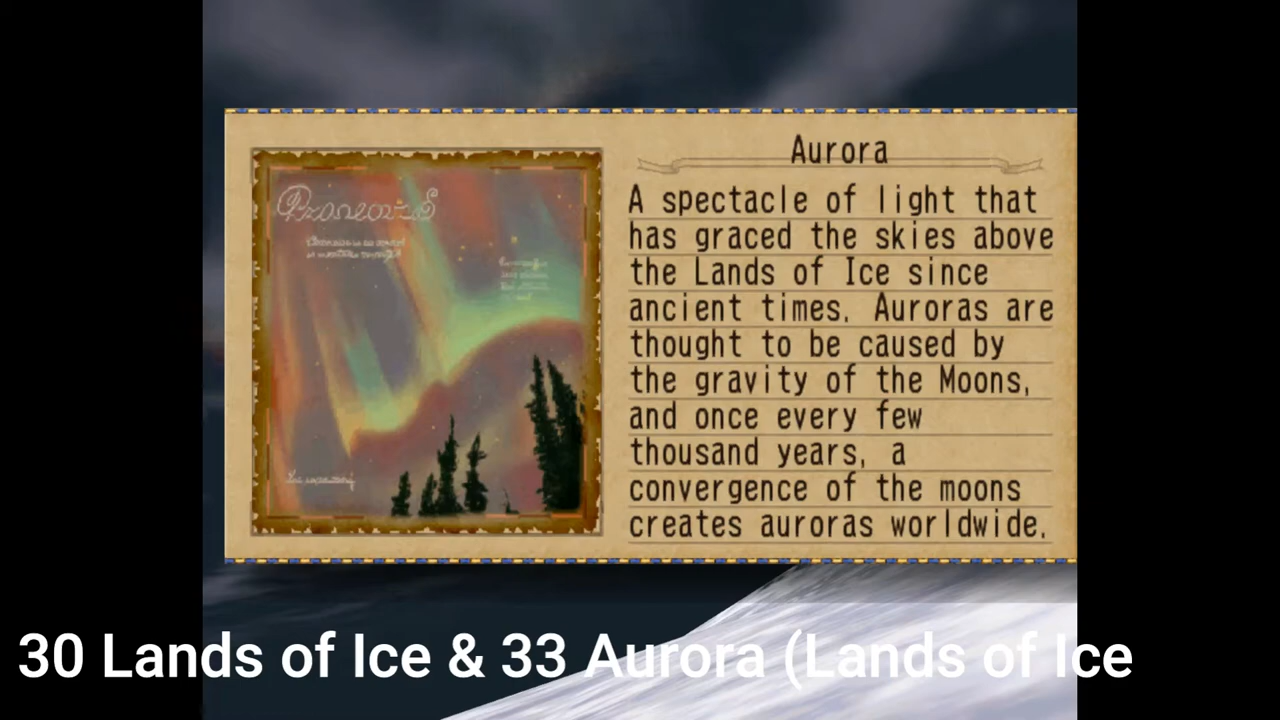 Aurora
A spectacle of light that
has graced the skies above
the Lands of Ice since
ancient times. Auroras are
thought to be caused by
the gravity of the Moons,
and once every few
thousand years, a
convergence of the moons
creates auroras worldwide.
30 Lands of Ice & 33 Aurora (Lands of Ice